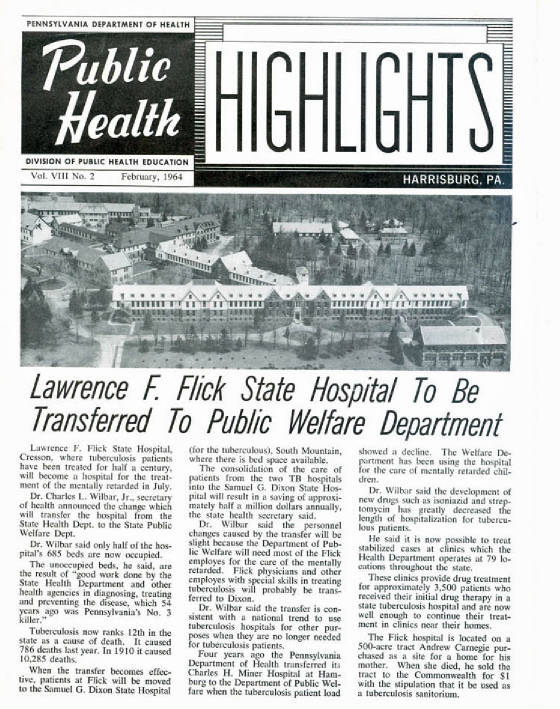 PENNSYLVANIA DEPARTMENT OF HEALTH
Public
Health
DIVISION OF PUBLIC HEALTH EDUCATION
Vol. VIII No. 2 February, 1964
HIGHLIGHTS
HARRISBURG, PA.
Lawrence F. Flick State Hospital To Be
Transferred To Public Welfare Department
Lawrence F. Flick State Hospital,
Cresson, where tuberculosis patients
have been treated for half a century,
will become a hospital for the treat-
ment of the mentally retarded in July.
Dr. Charles L. Wilbar, Jr., secretary
of health announced the change which
will transfer the hospital from the
State Health Dept. to the State Public
Welfare Dept.
Dr. Wilbar said only half of the hos-
pital's 685 beds are now occupied.
The unoccupied beds, he said, are
the result of "good work done by the
State Health Department and other
health agencies in diagnosing, treating
and preventing the disease, which 54
years ago was Pennsylvania's No. 3
killer."
Tuberculosis now ranks 12th in the
state as a cause of death. It caused
786 deaths last year. In 1910 it caused
10,285 deaths.
When the transfer becomes effec-
tive, patients at Flick will be moved
to the Samuel G. Dixon State Hospital
(for the tuberculous), South Mountain,
where there is bed space available.
The consolidation of the care of
patients from the two TB hospitals
into the Samuel G. Dixon State Hos-
pital will result in a saving of approxi-
mately half a million dollars annually,
the state health secretary said.
Dr. Wilbar said the personnel
changes caused by the transfer will be
slight because the Department of Pub-
lic Welfare will need most of the Flick
employes for the care of the mentally
retarded. Flick physicians and other
employes with special skills in treating
tuberculosis will probably be trans-
ferred to Dixon.
Dr. Wilbar said the transfer is con-
sistent with a national trend to use
tuberculosis hospitals for other pur-
poses when they are no longer needed
for tuberculosis patients.
Four years ago the Pennsylvania
Department of Health transferred its
Charles H. Miner Hospital at Ham-
burg to the Department of Public Wel-
fare when the tuberculosis patient load
showed a decline. The Welfare De-
partment has been using the hospital
for the care of mentally retarded chil-
dren.
Dr. Wilbar said the development of
new drugs such as isoniazid and strep-
tomycin has greatly decreased the
length of hospitalization for tubercu-
lous patients.
He said it is now possible to treat
stabilized cases at clinics which the
Health Department operates at 79 lo-
cations throughout the state.
These clinics provide drug treatment
for approximately 3,500 patients who
received their initial drug therapy in a
state tuberculosis hospital and are now
well enough to continue their treat-
ment in clinics near their homes.
The Flick hospital is located on a
500-acre tract Andrew Carnegie pur-
chased as a site for a home for his
mother. When she died, he sold the
tract to the Commonwealth for $1
with the stipulation that it be used as
a tuberculosis sanitorium.